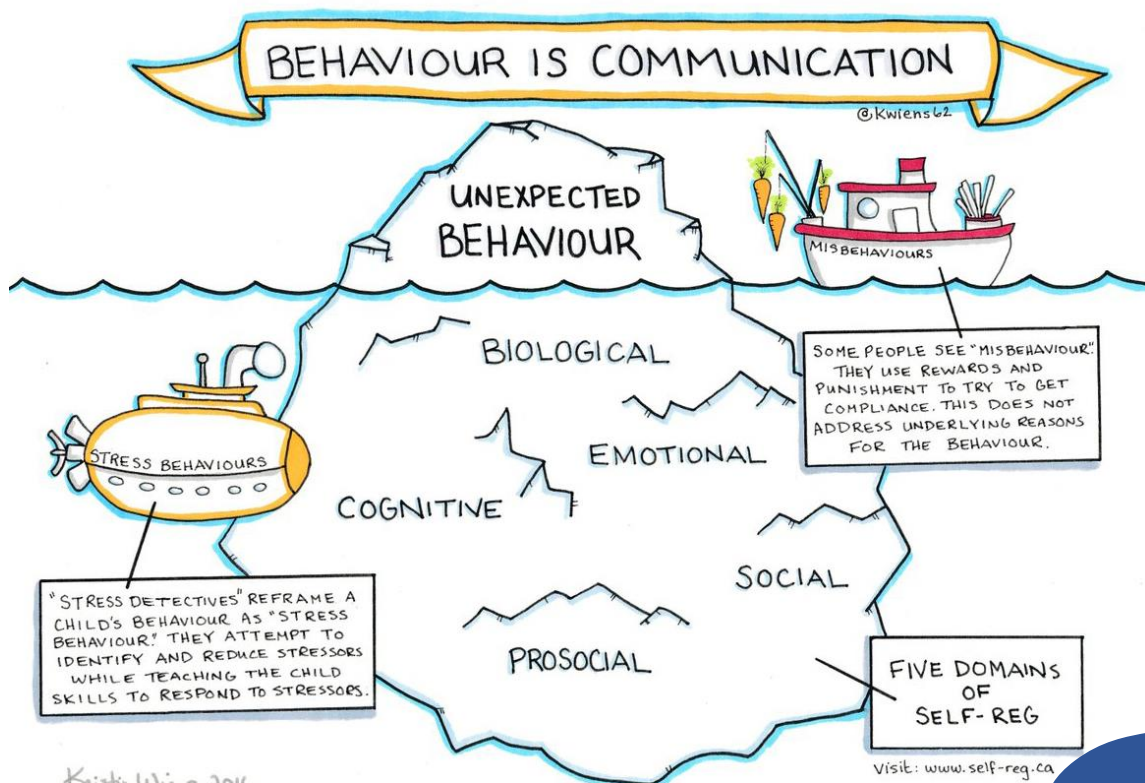 BEHAVIOUR IS COMMUNICATION
@Kwiens62
UNEXPECTED
BEHAVIOUR
MISBEHAVIOURS
BIOLOGICAL
SOME PEOPLE SEE "MISBEHAVIOUR."
THEY USE REWARDS AND
PUNISHMENT TO TRY TO GET
COMPLIANCE. THIS DOES NOT
ADDRESS UNDERLYING REASONS
FOR THE BEHAVIOUR.
EMOTIONAL
STRESS BEHAVIOURS
COGNITIVE
SOCIAL
"STRESS DETECTIVES" REFRAME A
CHILD'S BEHAVIOUR AS "STRESS
BEHAVIOUR." THEY ATTEMPT TO
IDENTIFY AND REDUCE STRESSORS
WHILE TEACHING THE CHILD
SKILLS TO RESPOND TO STRESSORS.
PROSOCIAL
FIVE DOMAINS
OF
SELF-REG
Visit: www.self-reg.ca